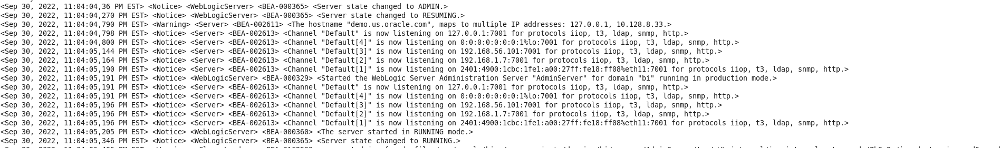 <Sep 30, 2022, 11:04:04,36 PM EST> <Notice> <WebLogicServer> <BEA-000365> <Server state changed to ADMIN.>
<Sep 30, 2022, 11:04:04,270 PM EST> <Notice> <WebLogicServer> <BEA-000365> <Server state changed to RESUMING.>
<Sep 30, 2022, 11:04:04,790 PM EST> <Warning> <Server> <BEA-002611> <The hostname "demo.us.oracle.com", maps to multiple IP addresses: 127.0.0.1, 10.128.8.33.>
<Sep 30, 2022, 11:04:04,798 PM EST> <Notice> <Server> <BEA-002613> <Channel "Default" is now listening on 127.0.0.1:7001 for protocols iiop, t3, ldap, snmp, http.>
<Sep 30, 2022, 11:04:04,800 PM EST> <Notice> <Server> <BEA-002613> <Channel "Default[4]" is now listening on 0:0:0:0:0:0:0:1%lo:7001 for protocols iiop, t3, ldap, snmp, http.>
<Sep 30, 2022, 11:04:05,144 PM EST> <Notice> <Server> <BEA-002613> <Channel "Default[3]" is now listening on 192.168.56.101:7001 for protocols iiop, t3, ldap, snmp, http.>
<Sep 30, 2022, 11:04:05,164 PM EST> <Notice> <Server> <BEA-002613> <Channel "Default[2]" is now listening on 192.168.1.7:7001 for protocols iiop, t3, ldap, snmp, http.>
<Sep 30, 2022, 11:04:05,190 PM EST> <Notice> <Server> <BEA-002613> <Channel "Default[1]" is now listening on 2401:4900:1cbc:1fe1:a00:27ff:fe18:ff08%eth11:7001 for protocols iiop, t3, ldap, snmp, http.>
<Sep 30, 2022, 11:04:05,191 PM EST> <Notice> <WebLogicServer> <BEA-000329> <Started the WebLogic Server Administration Server "AdminServer" for domain "bi" running in production mode.>
<Sep 30, 2022, 11:04:05,191 PM EST> <Notice> <Server> <BEA-002613> <Channel "Default" is now listening on 127.0.0.1:7001 for protocols iiop, t3, ldap, snmp, http.>
<Sep 30, 2022, 11:04:05,191 PM EST> <Notice> <Server> <BEA-002613> <Channel "Default[4]" is now listening on 0:0:0:0:0:0:0:1%lo:7001 for protocols iiop, t3, ldap, snmp, http.>
<Sep 30, 2022, 11:04:05,196 PM EST> <Notice> <Server> <BEA-002613> <Channel "Default[3]" is now listening on 192.168.56.101:7001 for protocols iiop, t3, ldap, snmp, http.>
<Sep 30, 2022, 11:04:05,196 PM EST> <Notice> <Server> <BEA-002613> <Channel "Default[2]" is now listening on 192.168.1.7:7001 for protocols iiop, t3, ldap, snmp, http.>
<Sep 30, 2022, 11:04:05,196 PM EST> <Notice> <Server> <BEA-002613> <Channel "Default[1]" is now listening on 2401:4900:1cbc:1fe1:a00:27ff:fe18:ff08%eth11:7001 for protocols iiop, t3, ldap, snmp, http.>
<Sep 30, 2022, 11:04:05,205 PM EST> <Notice> <WebLogicServer> <BEA-000360> <The server started in RUNNING mode.>
<Sep 30, 2022, 11:04:05,346 PM EST> <Notice> <WebLogicServer> <BEA-000365> <Server state changed to RUNNING.>